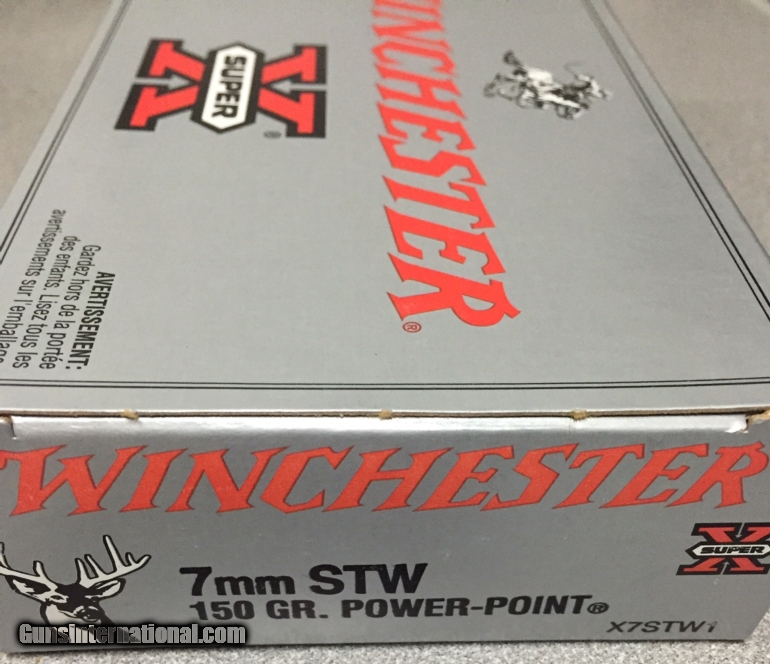 WINCHESTER®
X SUPER X®
AVERTISSEMENT:
Gardez hors de la portée
des enfants. Lisez tous les
avertissements sur l'emballage
WINCHESTER
7mm STW
150 GR. POWER-POINT®
X SUPER
X7STW1
GunsInternational.com